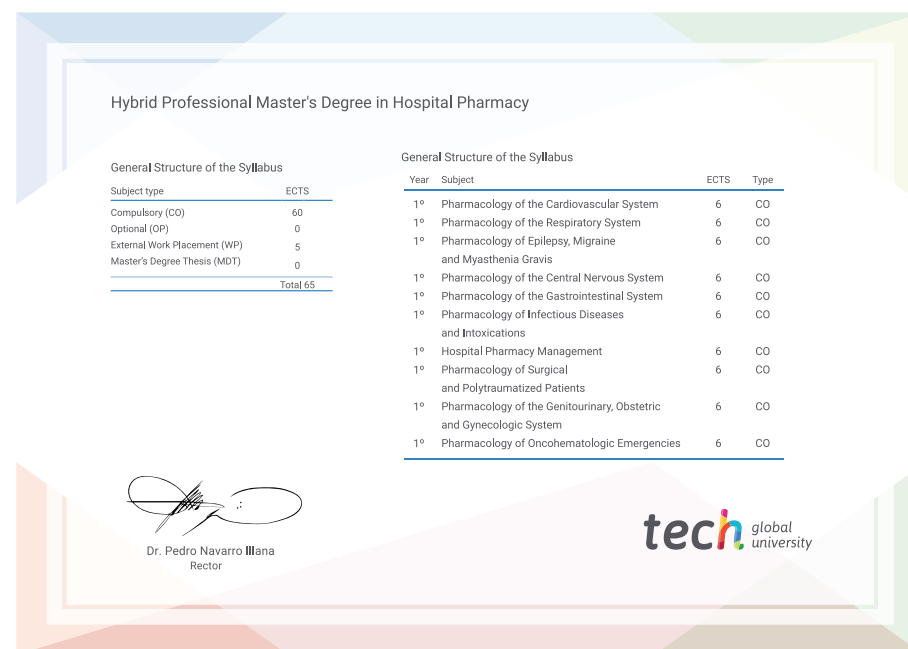 Hybrid Professional Master's Degree in Hospital Pharmacy
General Structure of the Syllabus
Subject type ECTS
Compulsory (CO) 60
Optional (OP) 0
External Work Placement (WP) 5
Master's Degree Thesis (MDT) 0
Total 65
General Structure of the Syllabus
Year Subject ECTS Type
1º Pharmacology of the Cardiovascular System 6 CO
1º Pharmacology of the Respiratory System 6 CO
1º Pharmacology of Epilepsy, Migraine 6 CO
and Myasthenia Gravis
1º Pharmacology of the Central Nervous System 6 CO
1º Pharmacology of the Gastrointestinal System 6 CO
1º Pharmacology of Infectious Diseases 6 CO
and Intoxications
1º Hospital Pharmacy Management 6 CO
1º Pharmacology of Surgical 6 CO
and Polytraumatized Patients
1º Pharmacology of the Genitourinary, Obstetric 6 CO
and Gynecologic System
1º Pharmacology of Oncohematologic Emergencies 6 CO
Dr. Pedro Navarro Illana
Rector
tech global
university